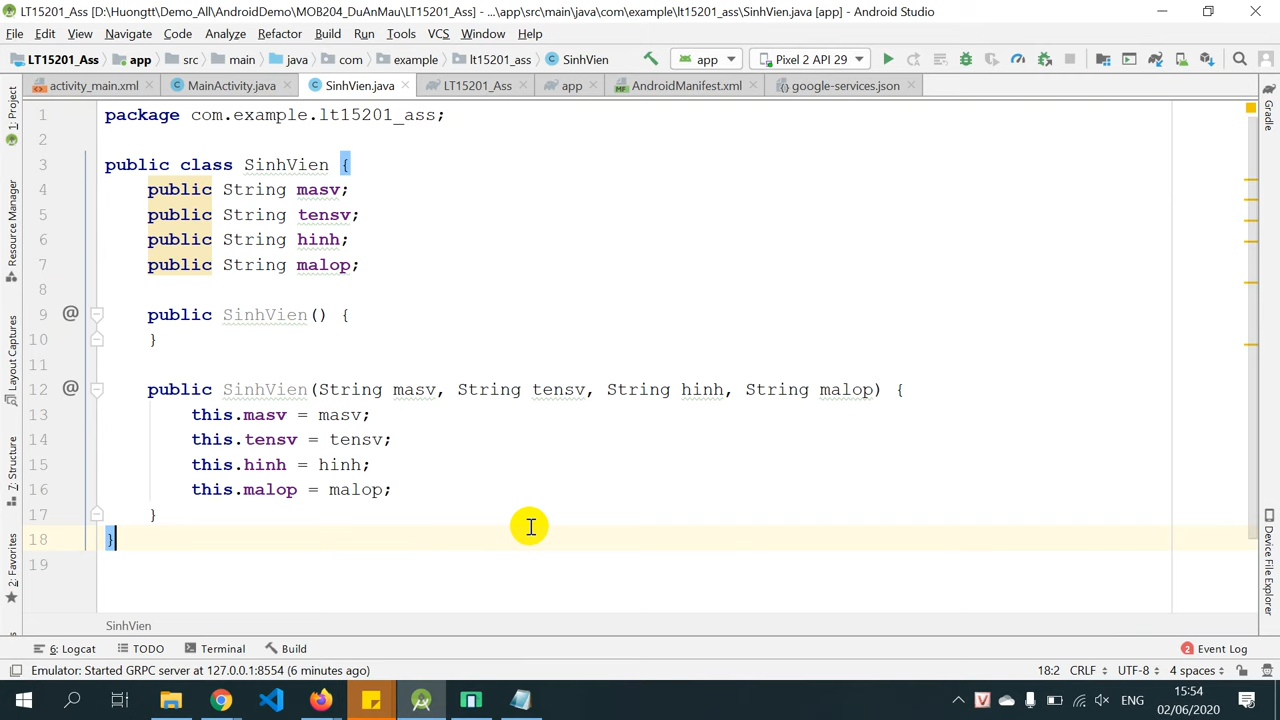 LT15201_Ass [D:\Huongtt\Demo_All\AndroidDemo\MOB204_DuAnMau\LT15201_Ass] - ...\app\src\main\java\com\example\lt15201_ass\SinhVien.java [app] - Android Studio
File Edit View Navigate Code Analyze Refactor Build Run Tools VCS Window Help
LT15201_Ass app src main java com example lt15201_ass SinhVien app Pixel 2 API 29
activity_main.xml MainActivity.java SinhVien.java LT15201_Ass app AndroidManifest.xml google-services.json
1: Project
Resource Manager
Layout Captures
7: Structure
2: Favorites
1 package com.example.lt15201_ass;
2
3 public class SinhVien {
4 public String masv;
5 public String tensv;
6 public String hinh;
7 public String malop;
8
9 @ public SinhVien() {
10 }
11
12 @ public SinhVien(String masv, String tensv, String hinh, String malop) {
13 this.masv = masv;
14 this.tensv = tensv;
15 this.hinh = hinh;
16 this.malop = malop;
17 }
18 }
19
Gradle
Device File Explorer
SinhVien
6: Logcat TODO Terminal Build 2 Event Log
Emulator: Started GRPC server at 127.0.0.1:8554 (6 minutes ago) 18:2 CRLF UTF-8 4 spaces
V ENG 15:54
02/06/2020